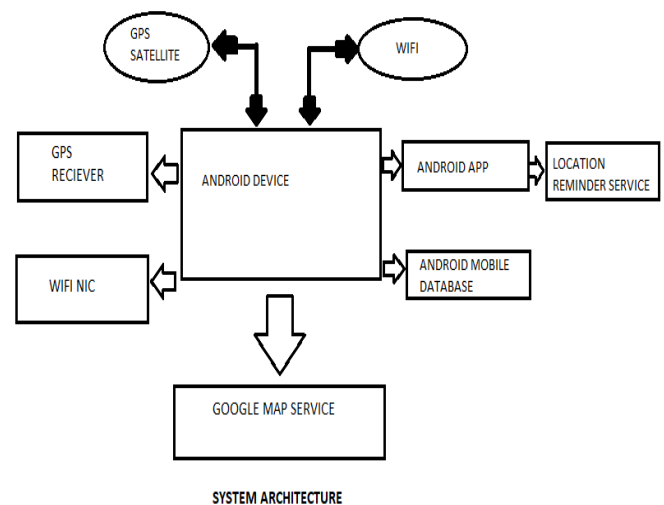 GPS
SATELLITE
WIFI
GPS
RECIEVER
ANDROID DEVICE
ANDROID APP
LOCATION
REMINDER SERVICE
WIFI NIC
ANDROID MOBILE
DATABASE
GOOGLE MAP SERVICE
SYSTEM ARCHITECTURE